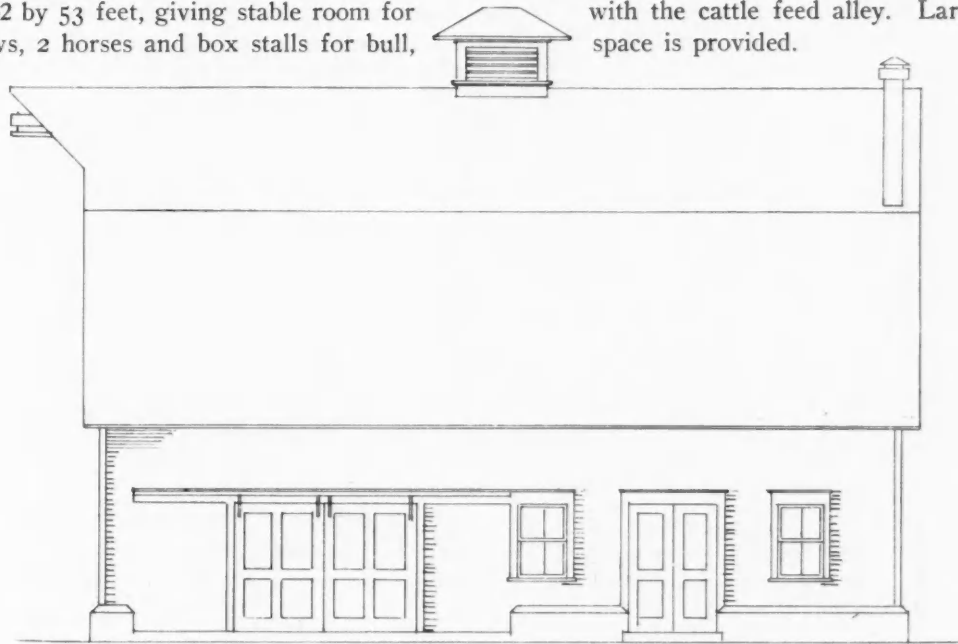 2 by 53 feet, giving stable room for
ws, 2 horses and box stalls for bull,
with the cattle feed alley. Lar
space is provided.